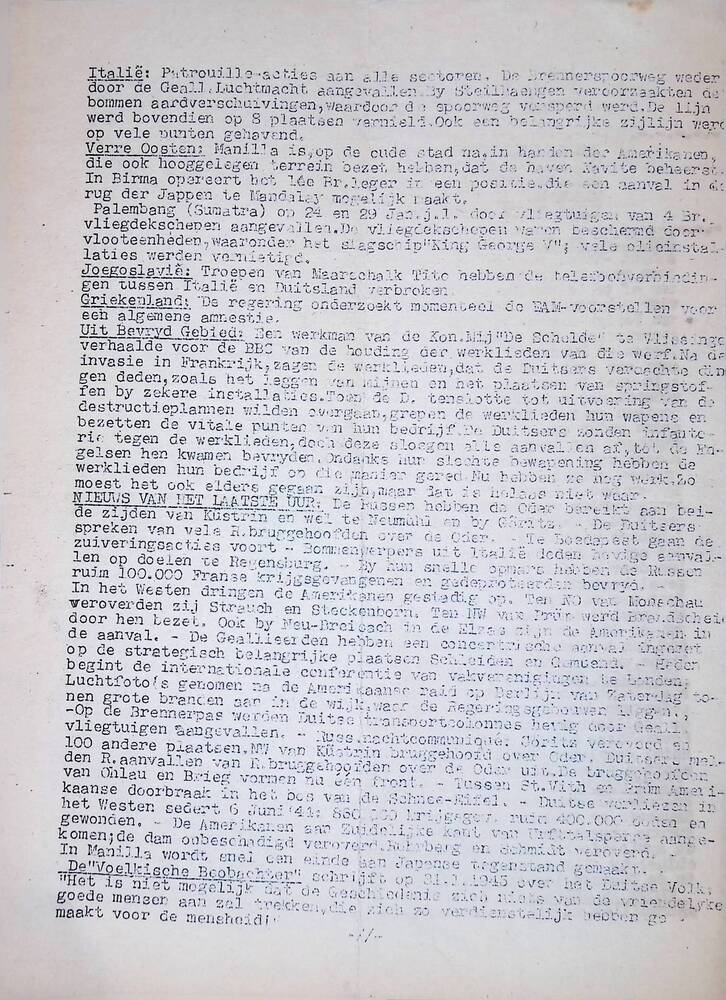 Italië: Patrouille-acties aan alle sectoren. De Brennerspoorweg weder
door de Geall.Luchtmacht aangevallen.By Steilhaengen veroorzaakten de
bommen aardverschuivingen,waardoor de spoorweg versperd werd.De lijn
werd bovendien op 8 plaatsen vernield.Ook een belangrijke zijlijn werd
op vele punten gehavend.
Verre Oosten: Manilla is,op de oude stad na,in handen der Amerikanen,
die ook hooggelegen terrein bezet hebben,dat de haven Kavite beheerst.
In Birma opereert het 14e Br.leger in een positie,die een aanval in de
rug der Jappen te Mandalay mogelijk maakt.
Palembang (Sumatra) op 24 en 29 Jan.j.l. door vliegtuigen van 4 Br.
vliegdekschepen aangevallen.De vliegdekschepen waren beschermd door
vlooteenheden,waaronder het slagschip"King George V"; vele olieinstal-
laties werden vernietigd.
Joegoslavië: Troepen van Maarschalk Tito hebben de telefoonverbindin-
gen tussen Italië en Duitsland verbroken.
Griekenland: De regering onderzoekt momenteel de EAM-voorstellen voor
een algemene amnestie.
Uit Bevryd Gebied: Een werkman van de Kon.Mij"De Schelde" te Vlissingen
verhaalde voor de BBC van de houding der werklieden van die werf.Na de
invasie in Frankrijk,zagen de werklieden,dat de Duitsers verdachte din
gen deden,zoals het leggen van mijnen en het plaatsen van springstof-
fen by zekere installaties.Toen de D. tenslotte tot uitvoering van de
destructieplannen wilden overgaan,grepen de werklieden hun wapens en
bezetten de vitale punten van hun bedrijf.De Duitsers zonden infante-
rie tegen de werklieden,doch deze sloegen alle aanvallen af,tot de En-
gelsen hen kwamen bevryden.Ondanks hun slechte bewapening hebben de
werklieden hun bedrijf op die manier gered.Nu hebben ze nog werk.Zo
moest het ook elders gegaan zijn,maar dat is helaas niet waar.
NIEUWS VAN HET LAATSTE UUR: De Russen hebben de Oder bereikt aan bei-
de zijden van Küstrin en wel te Neumühl en by Göritz. - De Duitsers
spreken van vele R.bruggehoofden over de Oder. - Te Boedapest gaan de
zuiveringsacties voort - Bommenwerpers uit Italië deden hevige aanval-
len op doelen te Regensburg. - By hun snelle opmars hebben de Russen
ruim 100.000 Franse krijgsgevangenen en gedeporteerden bevryd. -
In het Westen dringen de Amerikanen gestadig op. Ten NO van Monschau
veroverden zij Strauch en Steckenborn. Ten NW van Prüm werd Brandscheid
door hen bezet. Ook by Neu-Breisach in de Elzas zijn de Amerikanen in
de aanval. - De Geallieerden hebben een concentrische aanval ingezet
op de strategisch belangrijke plaatsen Schleiden en Gemuend. - Heden
begint de internationale conferentie van vakverenigingen te Londen.
Luchtfoto's genomen na de Amerikaanse raid op Berlijn van Zaterdag to-
nen grote branden aan in de wijk,waar de Regeringsgebouwen liggen.
-Op de Brennerpas werden Duitse transportcolonnes hevig door Geall.
vliegtuigen aangevallen. - Russ.nachtcommuniqué: Göritz veroverd en
100 andere plaatsen.NW van Küstrin bruggehoofd over Oder. Duitsers mel-
den R.aanvallen van R.bruggehoofden over de Oder uit.De bruggehoofden
van Ohlau en Brieg vormen nu één front. - Tussen St.Vith en Prüm Ameri-
kaanse doorbraak in het bos van de Schnee-Eifel. - Duitse verliezen in
het Westen sedert 6 Juni'44: 860.000 krijgsgev. ruim 400.000 doden en
gewonden. - De Amerikanen aan Zuidelijke kant van Urfttalsperre aange-
komen;de dam onbeschadigd veroverd. en Schmidt veroverd. -
In Manilla wordt snel een einde aan Japanse tegenstand gemaakt. -
De"Voelkische Beobachter" schrijft op 31.1.1945 over het Duitse Volk:
"Het is niet mogelijk dat de Geschiedenis zich niets van de vriendelyke
goede mensen aan zal trekken,die zich zo verdienstelijk hebben ge -
maakt voor de mensheid!"
-//-